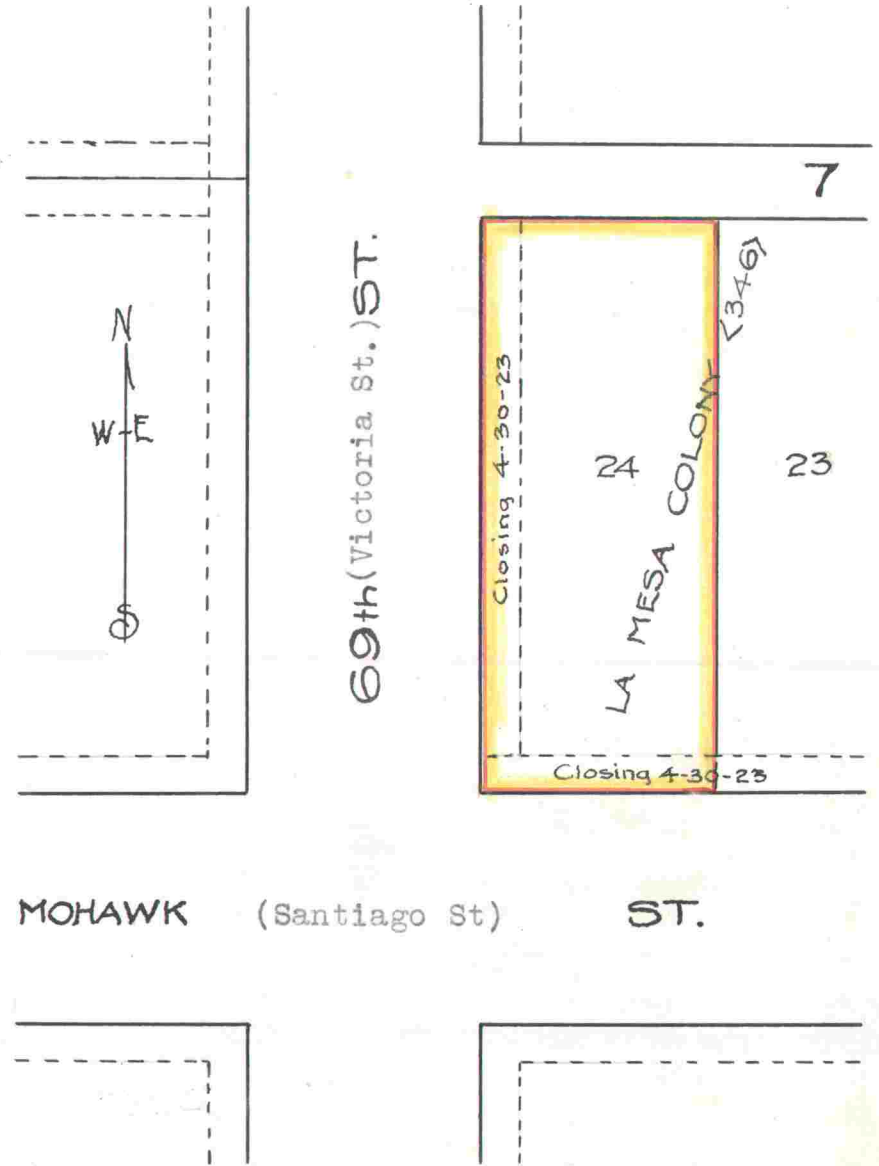 7
N
W E
S
69th (Victoria St.) ST.
Closing 4-30-23
24
LA MESA COLONY <346>
23
Closing 4-30-23
MOHAWK (Santiago St) ST.